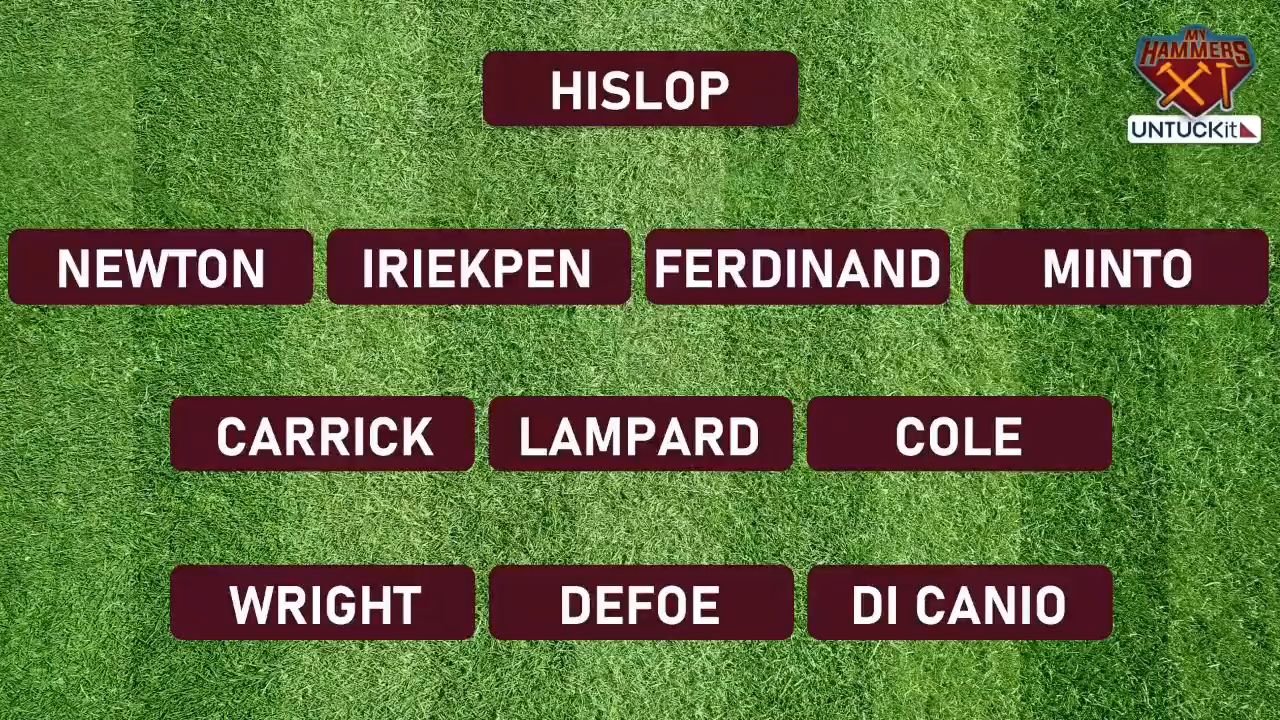 MY
HAMMERS
XI
UNTUCKit
HISLOP
NEWTON IRIEKPEN FERDINAND MINTO
CARRICK LAMPARD COLE
WRIGHT DEFOE DI CANIO